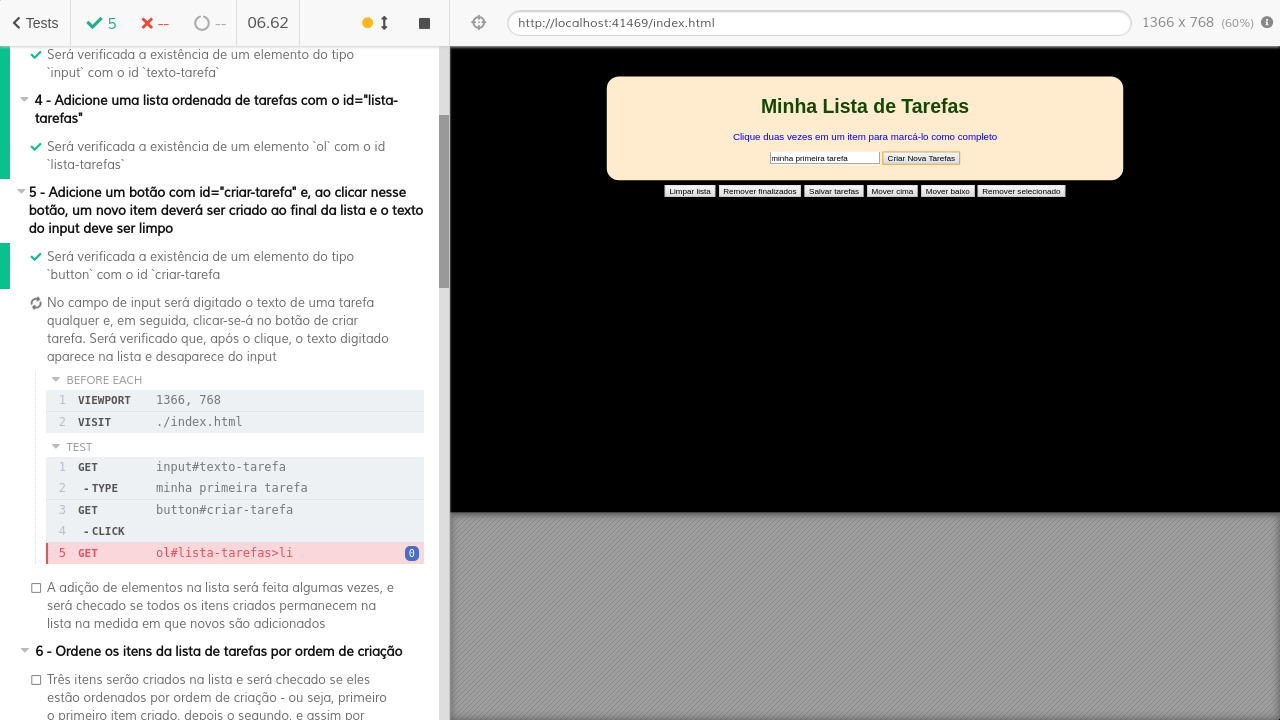 Tests
5
--
--
06.62
http://localhost:41469/index.html
1366 x 768 (60%)
Será verificada a existência de um elemento do tipo
`input` com o id `texto-tarefa`
4 - Adicione uma lista ordenada de tarefas com o id="lista-
tarefas"
Será verificada a existência de um elemento `ol` com o id
`lista-tarefas`
5 - Adicione um botão com id="criar-tarefa" e, ao clicar nesse
botão, um novo item deverá ser criado ao final da lista e o texto
do input deve ser limpo
Será verificada a existência de um elemento do tipo
`button` com o id `criar-tarefa
No campo de input será digitado o texto de uma tarefa
qualquer e, em seguida, clicar-se-á no botão de criar
tarefa. Será verificado que, após o clique, o texto digitado
aparece na lista e desaparece do input
BEFORE EACH
1 VIEWPORT 1366, 768
2 VISIT ./index.html
TEST
1 GET input#texto-tarefa
2 -TYPE minha primeira tarefa
3 GET button#criar-tarefa
4 -CLICK
5 GET ol#lista-tarefas>li 0
A adição de elementos na lista será feita algumas vezes, e
será checado se todos os itens criados permanecem na
lista na medida em que novos são adicionados
6 - Ordene os itens da lista de tarefas por ordem de criação
Três itens serão criados na lista e será checado se eles
estão ordenados por ordem de criação - ou seja, primeiro
o primeiro item criado, depois o segundo, e assim por
Minha Lista de Tarefas
Clique duas vezes em um item para marcá-lo como completo
minha primeira tarefa Criar Nova Tarefas
Limpar lista Remover finalizados Salvar tarefas Mover cima Mover baixo Remover selecionado